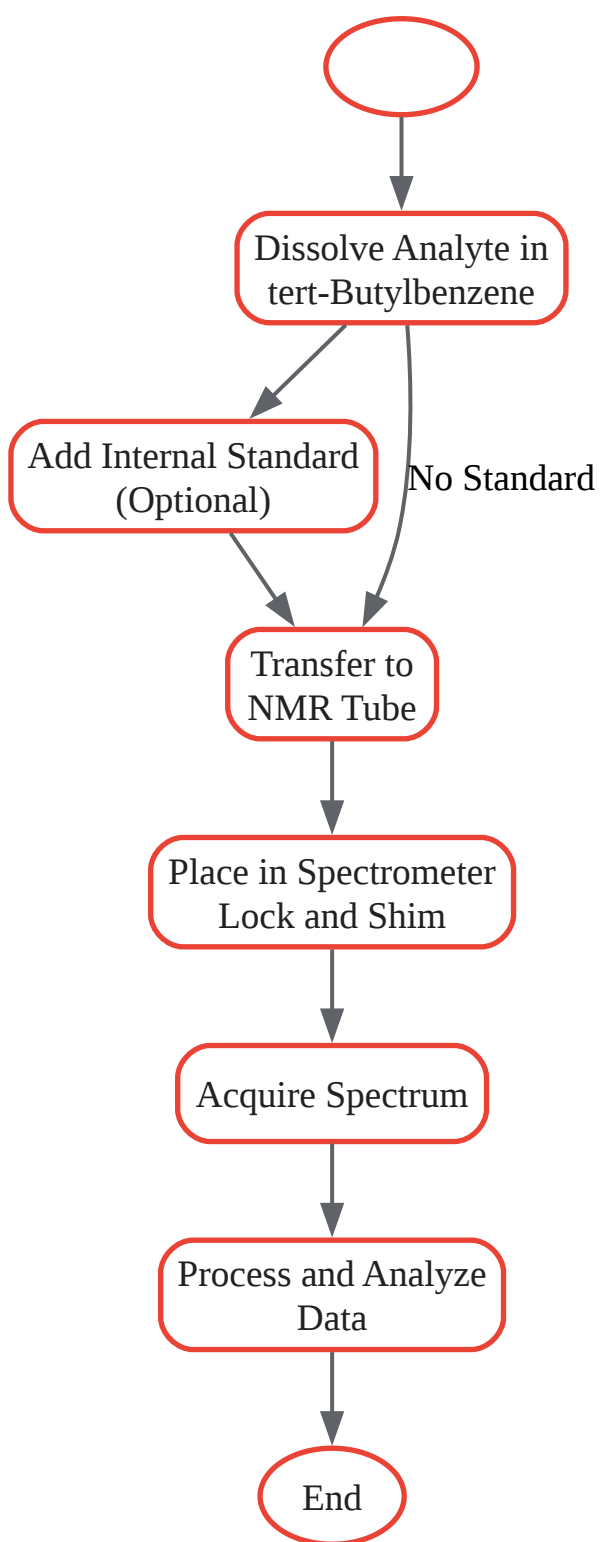 Dissolve Analyte in
tert-Butylbenzene
Add Internal Standard
(Optional)
No Standard
Transfer to
NMR Tube
Place in Spectrometer
Lock and Shim
Acquire Spectrum
Process and Analyze
Data
End